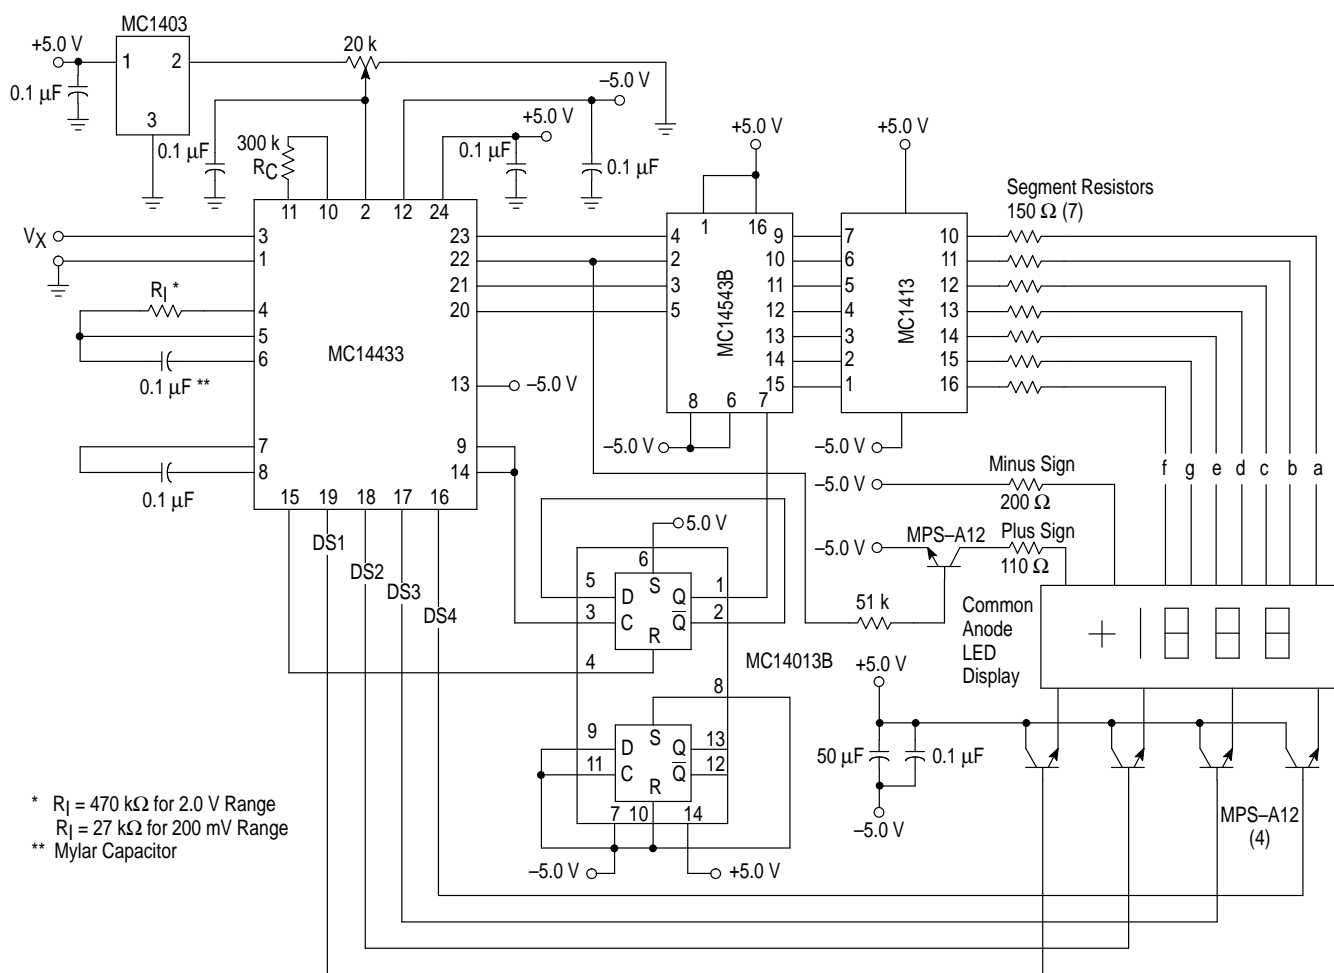 MC1403
+5.0 V
1
2
3
0.1 µF
20 k
–5.0 V
+5.0 V
0.1 µF
300 k
RC
0.1 µF
0.1 µF
11
10
2
12
24
VX
3
1
RI *
4
5
6
0.1 µF **
7
8
0.1 µF
MC14433
23
22
21
20
13
–5.0 V
9
14
15
19
18
17
16
DS1
DS2
DS3
DS4
+5.0 V
1
16
4
2
3
5
MC14543B
9
10
11
12
13
14
15
8
6
7
–5.0 V
+5.0 V
7
6
5
4
3
2
1
MC1413
10
11
12
13
14
15
16
–5.0 V
Segment Resistors
150 Ω (7)
f
g
e
d
c
b
a
Minus Sign
–5.0 V
200 Ω
MPS–A12
Plus Sign
–5.0 V
110 Ω
51 k
Common
Anode
LED
Display
5.0 V
6
5
D
S
Q
1
3
C
R
Q
2
4
MC14013B
8
9
D
S
Q
13
11
C
R
Q
12
7
10
14
–5.0 V
+5.0 V
+5.0 V
50 µF
0.1 µF
–5.0 V
MPS–A12
(4)
* RI = 470 kΩ for 2.0 V Range
RI = 27 kΩ for 200 mV Range
** Mylar Capacitor